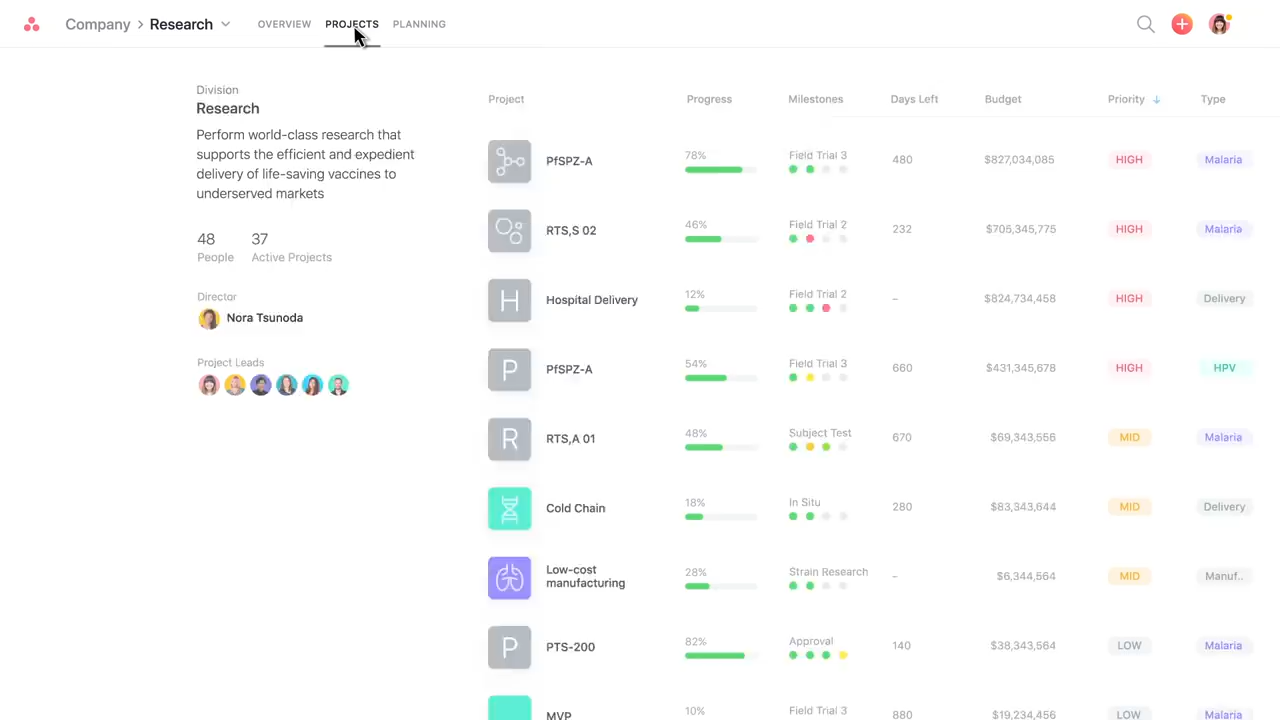 Company > Research
OVERVIEW PROJECTS PLANNING
Division
Research
Perform world-class research that
supports the efficient and expedient
delivery of life-saving vaccines to
underserved markets
48 37
People Active Projects
Director
Nora Tsunoda
Project Leads
Project Progress Milestones Days Left Budget Priority ↓ Type
PfSPZ-A 78% Field Trial 3 480 $827,034,085 HIGH Malaria
RTS,S 02 46% Field Trial 2 232 $705,345,775 HIGH Malaria
H Hospital Delivery 12% Field Trial 2 – $824,734,458 HIGH Delivery
P PfSPZ-A 54% Field Trial 3 660 $431,345,678 HIGH HPV
R RTS,A 01 48% Subject Test 670 $69,343,556 MID Malaria
Cold Chain 18% In Situ 280 $83,343,644 MID Delivery
Low-cost
manufacturing 28% Strain Research – $6,344,564 MID Manuf..
P PTS-200 82% Approval 140 $38,343,564 LOW Malaria
MVP 10% Field Trial 3 880 $19,234,456 LOW Malaria